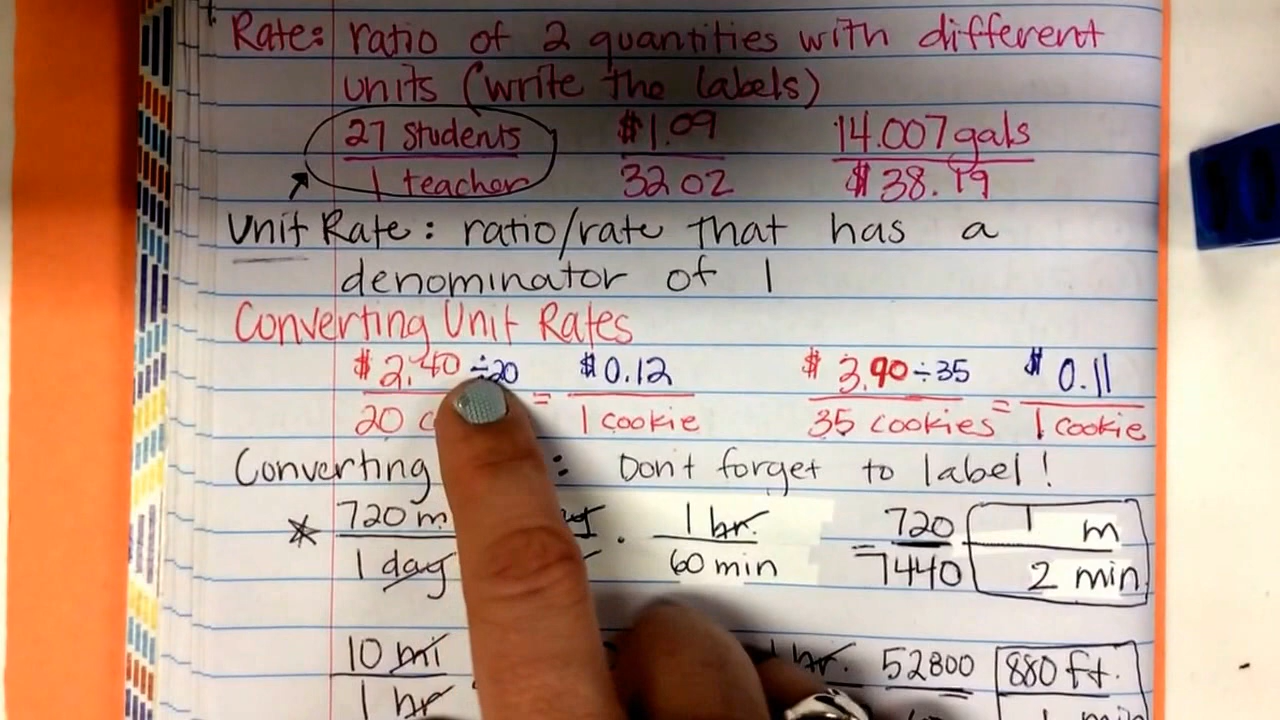 Rate: ratio of 2 quantities with different
units (write the labels)
27 students $1.09 14.007 gals
1 teacher 32 oz $38.19
Unit Rate: ratio/rate that has a
denominator of 1
Converting Unit Rates
$2.40 ÷20 $0.12 $3.90 ÷35 $0.11
20 = 1 cookie 35 cookies = 1 cookie
Converting : Don't forget to label!
720 m 1 hr. 720 1 m
1 day · 60 min = 1440 2 min
10 mi 1 hr. 52800 880 ft.
1 hr